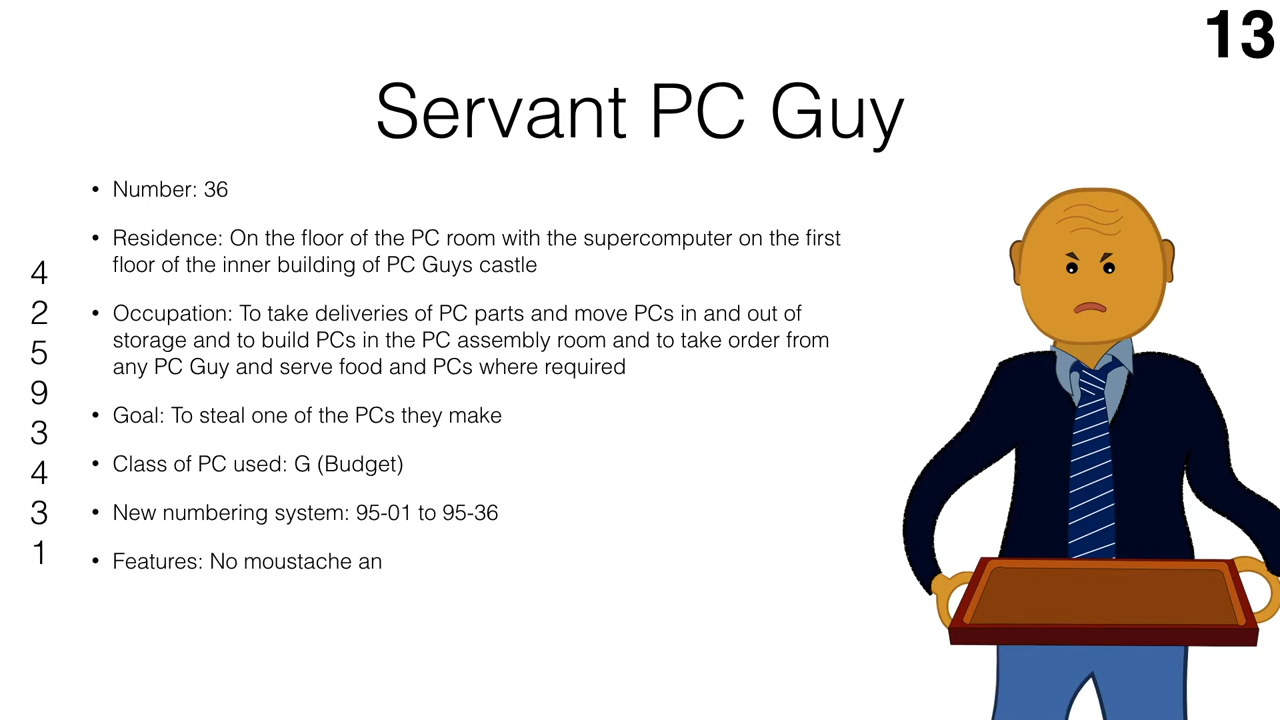 13
Servant PC Guy
• Number: 36
• Residence: On the floor of the PC room with the supercomputer on the first
floor of the inner building of PC Guys castle
• Occupation: To take deliveries of PC parts and move PCs in and out of
storage and to build PCs in the PC assembly room and to take order from
any PC Guy and serve food and PCs where required
• Goal: To steal one of the PCs they make
• Class of PC used: G (Budget)
• New numbering system: 95-01 to 95-36
• Features: No moustache an
4
2
5
9
3
4
3
1